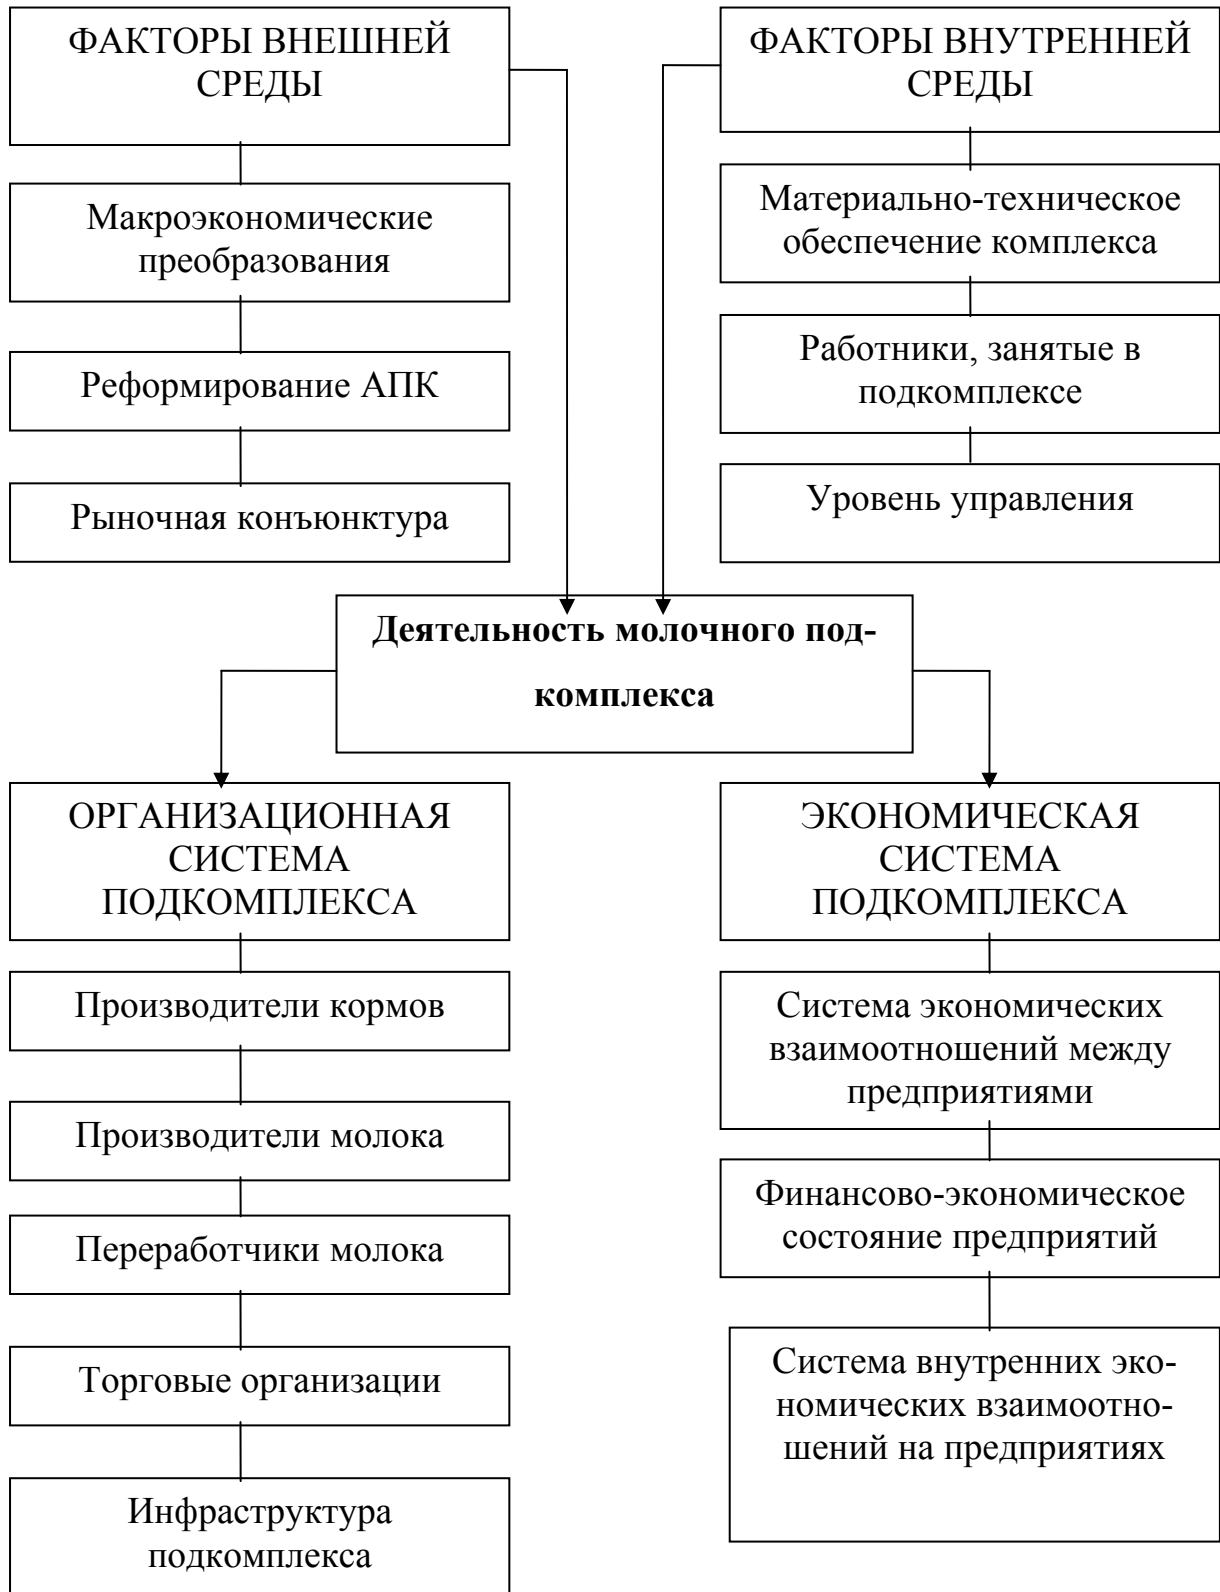 ФАКТОРЫ ВНЕШНЕЙ
СРЕДЫ
Макроэкономические
преобразования
Реформирование АПК
Рыночная конъюнктура
ФАКТОРЫ ВНУТРЕННЕЙ
СРЕДЫ
Материально-техническое
обеспечение комплекса
Работники, занятые в
подкомплексе
Уровень управления
Деятельность молочного под-
комплекса
ОРГАНИЗАЦИОННАЯ
СИСТЕМА
ПОДКОМПЛЕКСА
Производители кормов
Производители молока
Переработчики молока
Торговые организации
Инфраструктура
подкомплекса
ЭКОНОМИЧЕСКАЯ
СИСТЕМА
ПОДКОМПЛЕКСА
Система экономических
взаимоотношений между
предприятиями
Финансово-экономическое
состояние предприятий
Система внутренних эко-
номических взаимоотно-
шений на предприятиях